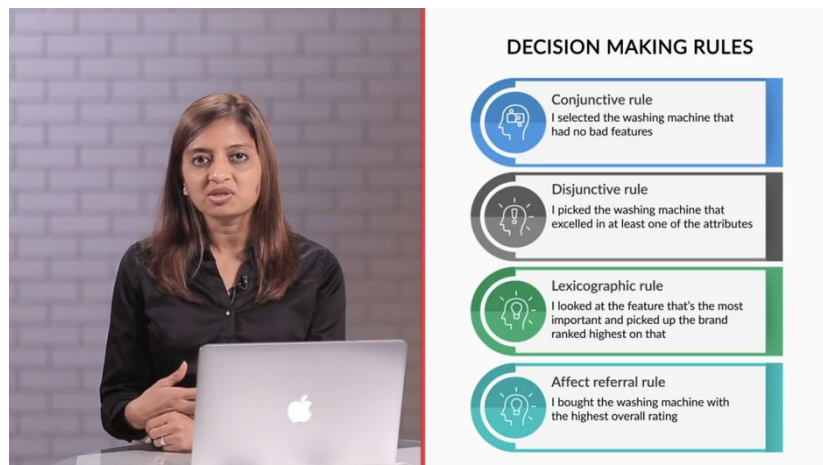 DECISION MAKING RULES
Conjunctive rule
I selected the washing machine that
had no bad features
Disjunctive rule
I picked the washing machine that
excelled in at least one of the attributes
Lexicographic rule
I looked at the feature that's the most
important and picked up the brand
ranked highest on that
Affect referral rule
I bought the washing machine with
the highest overall rating